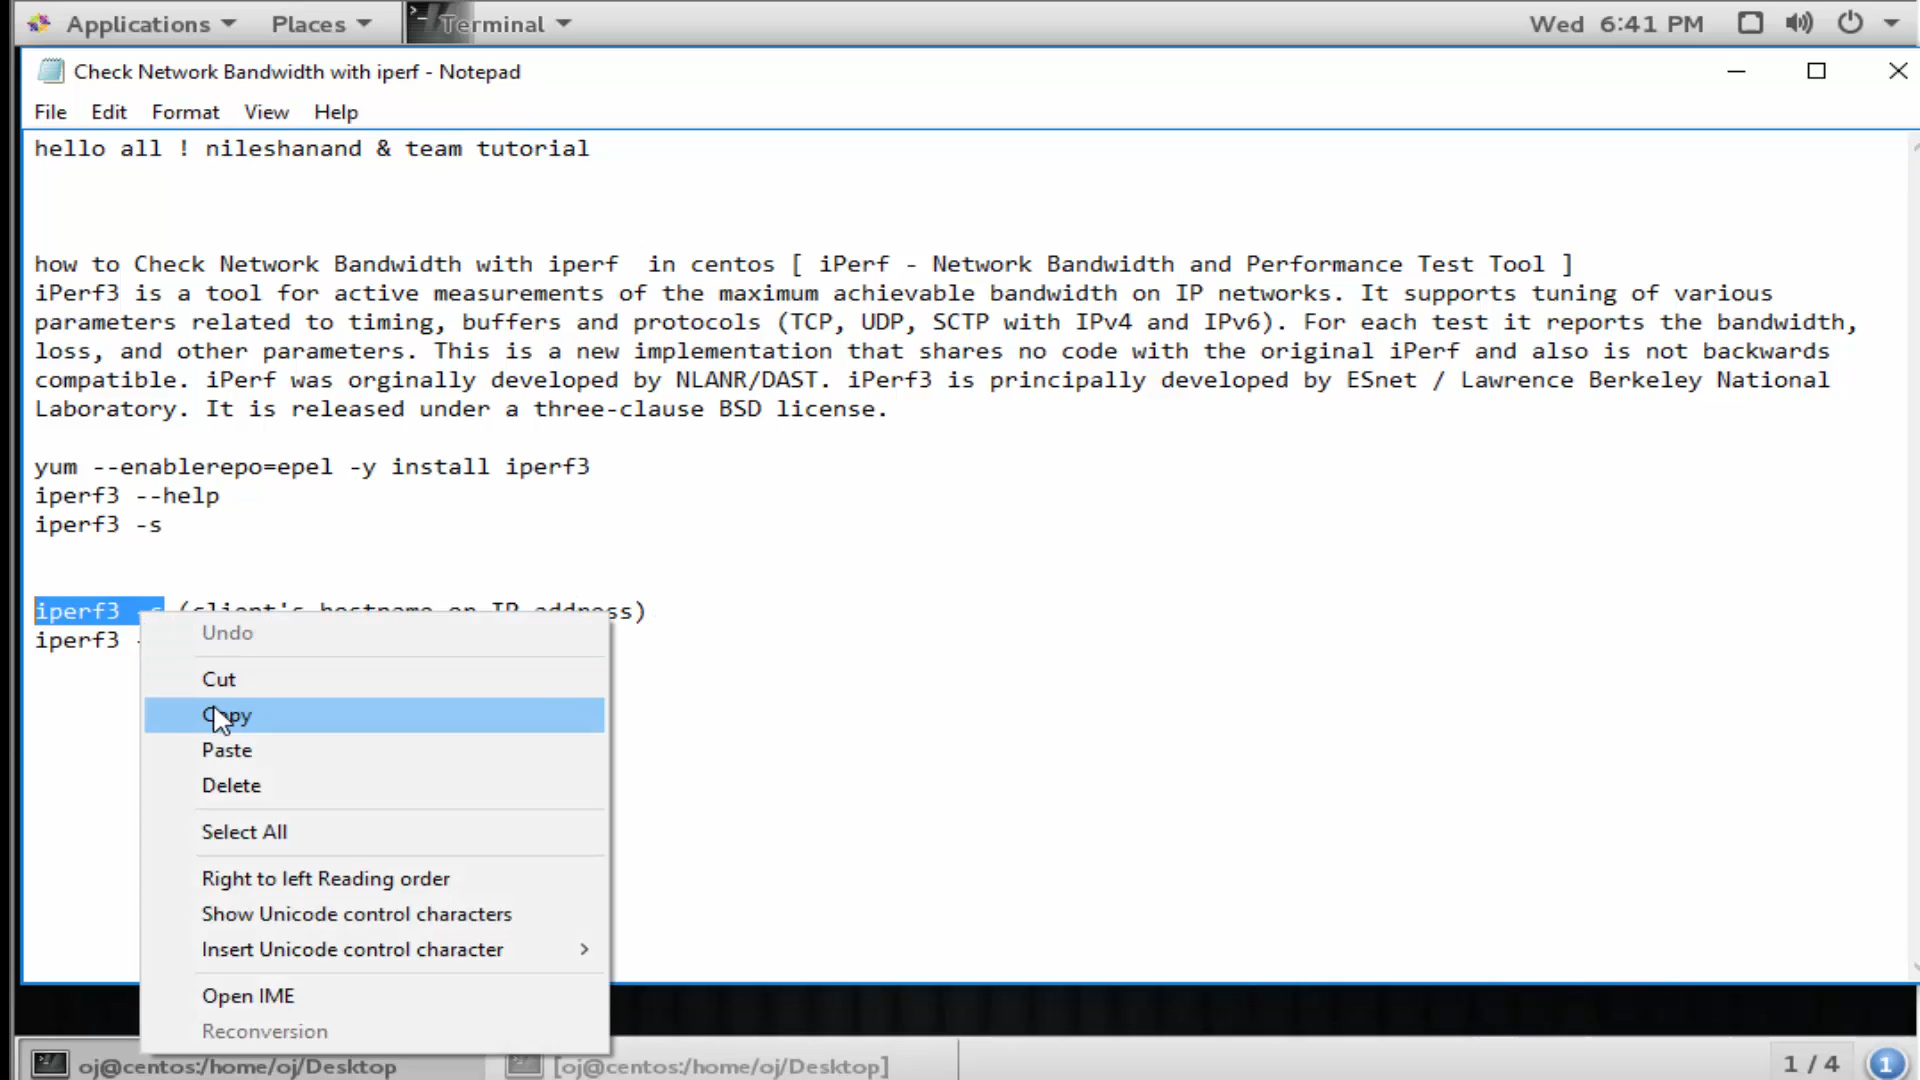 Applications Places Terminal Wed 6:41 PM
Check Network Bandwidth with iperf - Notepad
File Edit Format View Help
hello all ! nileshanand & team tutorial
how to Check Network Bandwidth with iperf  in centos [ iPerf - Network Bandwidth and Performance Test Tool ]
iPerf3 is a tool for active measurements of the maximum achievable bandwidth on IP networks. It supports tuning of various
parameters related to timing, buffers and protocols (TCP, UDP, SCTP with IPv4 and IPv6). For each test it reports the bandwidth,
loss, and other parameters. This is a new implementation that shares no code with the original iPerf and also is not backwards
compatible. iPerf was orginally developed by NLANR/DAST. iPerf3 is principally developed by ESnet / Lawrence Berkeley National
Laboratory. It is released under a three-clause BSD license.
yum --enablerepo=epel -y install iperf3
iperf3 --help
iperf3 -s
iperf3 (client's hostname address)
iperf3
Undo
Cut
Copy
Paste
Delete
Select All
Right to left Reading order
Show Unicode control characters
Insert Unicode control character
Open IME
Reconversion
oj@centos:/home/oj/Desktop [oj@centos:/home/oj/Desktop] 1 / 4 1